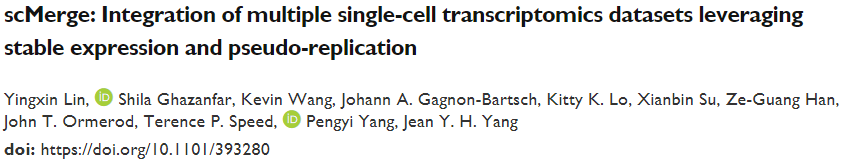 scMerge: Integration of multiple single-cell transcriptomics datasets leveraging
stable expression and pseudo-replication
Yingxin Lin, iD Shila Ghazanfar, Kevin Wang, Johann A. Gagnon-Bartsch, Kitty K. Lo, Xianbin Su, Ze-Guang Han,
John T. Ormerod, Terence P. Speed, iD Pengyi Yang, Jean Y. H. Yang
doi: https://doi.org/10.1101/393280